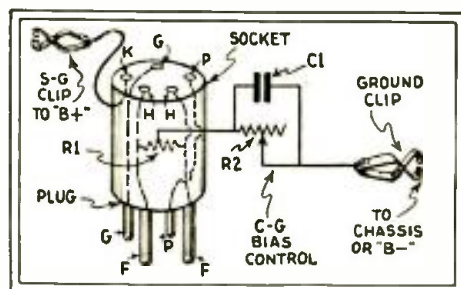 K
G
P
SOCKET
S-G
CLIP
TO "B+"
C1
GROUND
CLIP
H H
R1
R2
PLUG
C-G
BIAS
CONTROL
TO
CHASSIS
OR "B-"
G
P
F
F